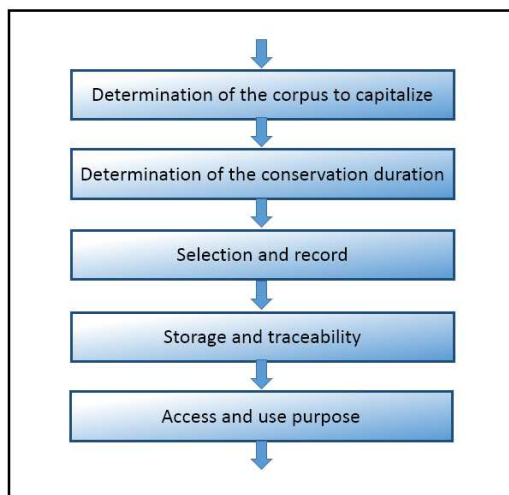 Determination of the corpus to capitalize
Determination of the conservation duration
Selection and record
Storage and traceability
Access and use purpose